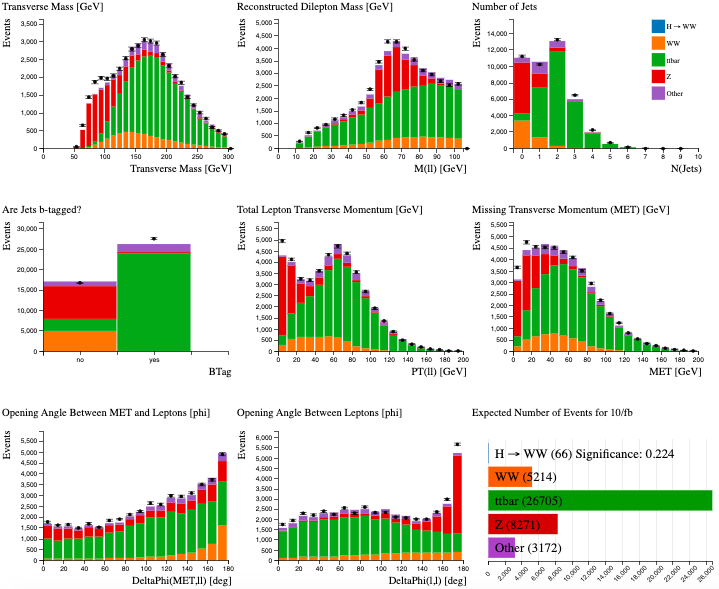 Transverse Mass [GeV]
Events
3,500
3,000
2,500
2,000
1,500
1,000
500
0
0 50 100 150 200 250 300
Transverse Mass [GeV]
Reconstructed Dilepton Mass [GeV]
Events
5,000
4,500
4,000
3,500
3,000
2,500
2,000
1,500
1,000
500
0
0 10 20 30 40 50 60 70 80 90 100
M(ll) [GeV]
Number of Jets
Events
14,000
12,000
10,000
8,000
6,000
4,000
2,000
0
0 1 2 3 4 5 6 7 8 9 10
N(Jets)
H → WW
WW
ttbar
Z
Other
Are Jets b-tagged?
Events
30,000
25,000
20,000
15,000
10,000
5,000
0
no yes
BTag
Total Lepton Transverse Momentum [GeV]
Events
5,500
5,000
4,500
4,000
3,500
3,000
2,500
2,000
1,500
1,000
500
0
0 20 40 60 80 100 120 140 160 180 200
PT(ll) [GeV]
Missing Transverse Momentum (MET) [GeV]
Events
5,500
5,000
4,500
4,000
3,500
3,000
2,500
2,000
1,500
1,000
500
0
0 20 40 60 80 100 120 140 160 180 200
MET [GeV]
Opening Angle Between MET and Leptons [phi]
Events
5,500
5,000
4,500
4,000
3,500
3,000
2,500
2,000
1,500
1,000
500
0
0 20 40 60 80 100 120 140 160 180
DeltaPhi(MET,ll) [deg]
Opening Angle Between Leptons [phi]
Events
6,000
5,500
5,000
4,500
4,000
3,500
3,000
2,500
2,000
1,500
1,000
500
0
0 20 40 60 80 100 120 140 160 180
DeltaPhi(l,l) [deg]
Expected Number of Events for 10/fb
H → WW (66) Significance: 0.224
WW (5214)
ttbar (26705)
Z (8271)
Other (3172)
0 2,000 4,000 6,000 8,000 10,000 12,000 14,000 16,000 18,000 20,000 22,000 24,000 26,000